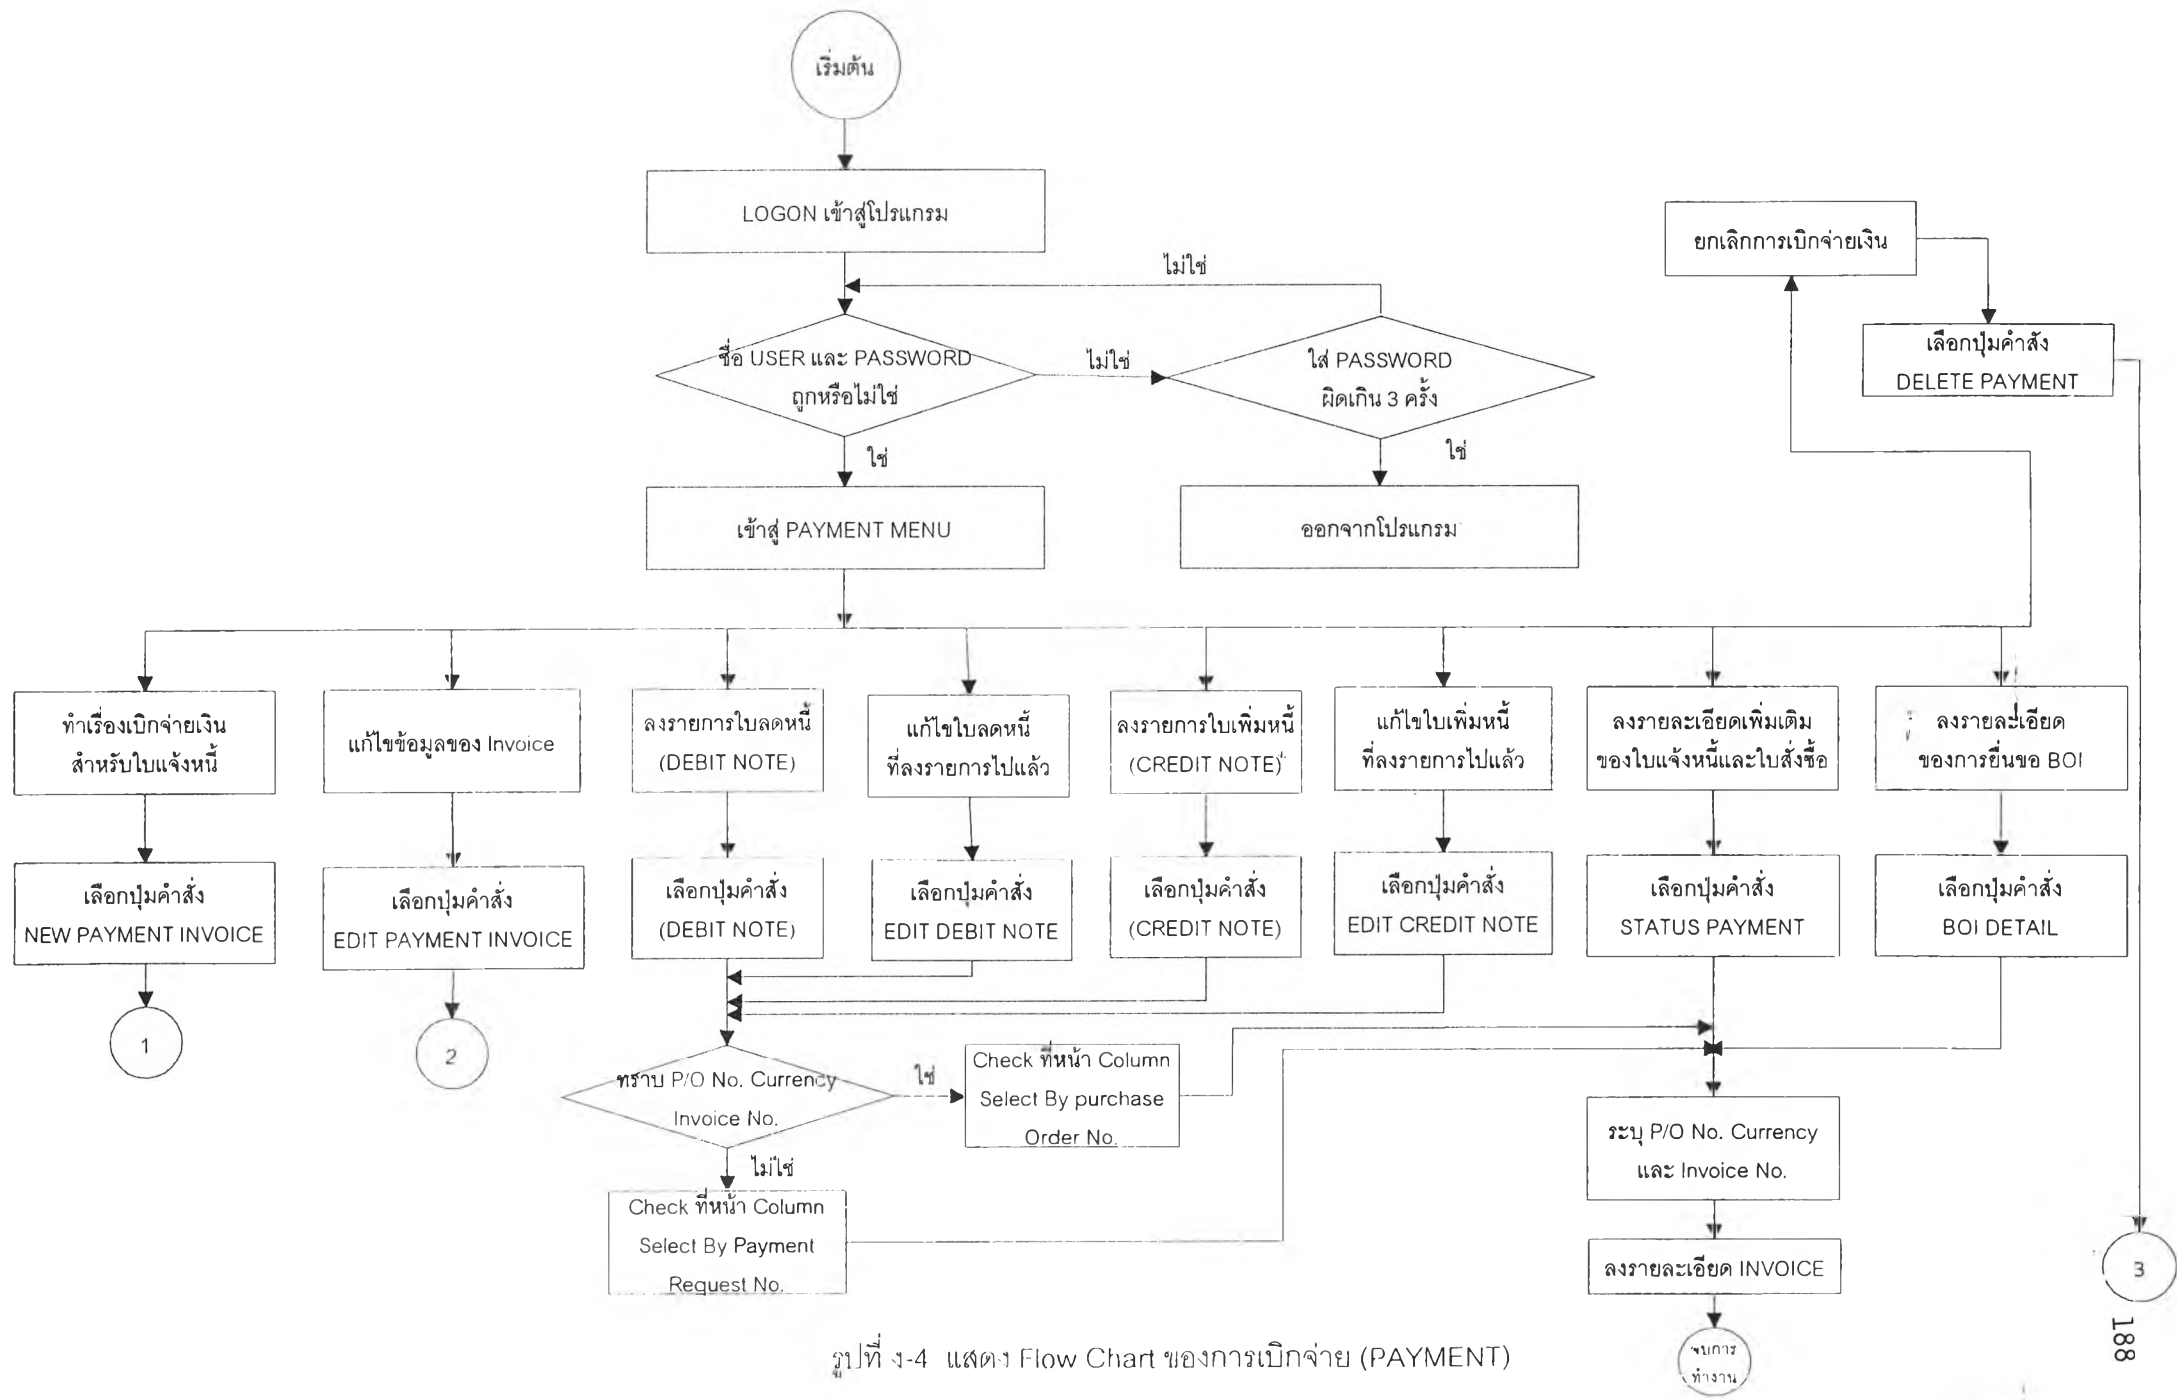 เริ่มต้น
LOGON เข้าสู่โปรแกรม
ยกเลิกการเบิกจ่ายเงิน
ไม่ใช่
เลือกปุ่มคำสั่ง
DELETE PAYMENT
ชื่อ USER และ PASSWORD
ถูกหรือไม่ใช่
ไม่ใช่
ใส่ PASSWORD
ผิดเกิน 3 ครั้ง
ใช่
ใช่
เข้าสู่ PAYMENT MENU
ออกจากโปรแกรม
ทำเรื่องเบิกจ่ายเงิน
สำหรับใบแจ้งหนี้
แก้ไขข้อมูลของ Invoice
ลงรายการใบลดหนี้
(DEBIT NOTE)
แก้ไขใบลดหนี้
ที่ลงรายการไปแล้ว
ลงรายการใบเพิ่มหนี้
(CREDIT NOTE)
แก้ไขใบเพิ่มหนี้
ที่ลงรายการไปแล้ว
ลงรายละเอียดเพิ่มเติม
ของใบแจ้งหนี้และใบสั่งซื้อ
ลงรายละเอียด
ของการยื่นขอ BOI
เลือกปุ่มคำสั่ง
NEW PAYMENT INVOICE
เลือกปุ่มคำสั่ง
EDIT PAYMENT INVOICE
เลือกปุ่มคำสั่ง
(DEBIT NOTE)
เลือกปุ่มคำสั่ง
EDIT DEBIT NOTE
เลือกปุ่มคำสั่ง
(CREDIT NOTE)
เลือกปุ่มคำสั่ง
EDIT CREDIT NOTE
เลือกปุ่มคำสั่ง
STATUS PAYMENT
เลือกปุ่มคำสั่ง
BOI DETAIL
1
2
ทราบ P/O No. Currency
Invoice No.
ใช่
Check ที่หน้า Column
Select By purchase
Order No.
ไม่ใช่
Check ที่หน้า Column
Select By Payment
Request No.
ระบุ P/O No. Currency
และ Invoice No.
ลงรายละเอียด INVOICE
3
จบการ
ทำงาน
รูปที่ ง-4 แสดง Flow Chart ของการเบิกจ่าย (PAYMENT)
188